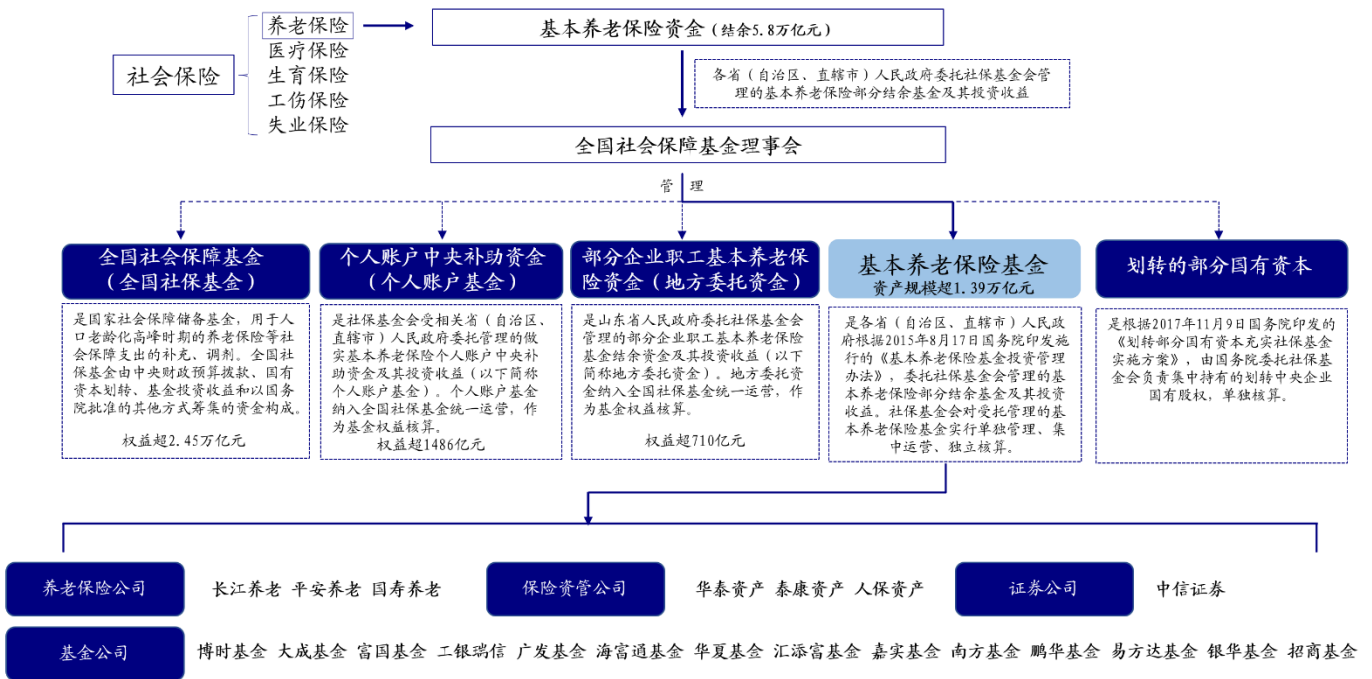 养老保险
医疗保险
生育保险
工伤保险
失业保险
社会保险
基本养老保险资金（结余5.8万亿元）
各省（自治区、直辖市）人民政府委托社保基金会管
理的基本养老保险部分结余基金及其投资收益
全国社会保障基金理事会
管 理
全国社会保障基金
（全国社保基金）
是国家社会保障储备基金，用于人
口老龄化高峰时期的养老保险等社
会保障支出的补充、调剂。全国社
保基金由中央财政预算拨款、国有
资本划转、基金投资收益和以国务
院批准的其他方式筹集的资金构成。
权益超2.45万亿元
个人账户中央补助资金
（个人账户基金）
是社保基金会受相关省（自治区、
直辖市）人民政府委托管理的做
实基本养老保险个人账户中央补
助资金及其投资收益（以下简称
个人账户基金）。个人账户基金
纳入全国社保基金统一运营，作
为基金权益核算。
权益超1486亿元
部分企业职工基本养老保
险资金（地方委托资金）
是山东省人民政府委托社保基金会
管理的部分企业职工基本养老保险
基金结余资金及其投资收益（以下
简称地方委托资金）。地方委托资
金纳入全国社保基金统一运营，作
为基金权益核算。
权益超710亿元
基本养老保险基金
资产规模超1.39万亿元
是各省（自治区、直辖市）人民政
府根据2015年8月17日国务院印发施
行的《基本养老保险基金投资管理
办法》，委托社保基金会管理的基
本养老保险部分结余基金及其投资
收益。社保基金会对受托管理的基
本养老保险基金实行单独管理、集
中运营、独立核算。
划转的部分国有资本
是根据2017年11月9日国务院印发的
《划转部分国有资本充实社保基金
实施方案》，由国务院委托社保基
金会负责集中持有的划转中央企业
国有股权，单独核算。
养老保险公司
长江养老 平安养老 国寿养老
保险资管公司
华泰资产 泰康资产 人保资产
证券公司
中信证券
基金公司
博时基金 大成基金 富国基金 工银瑞信 广发基金 海富通基金 华夏基金 汇添富基金 嘉实基金 南方基金 鹏华基金 易方达基金 银华基金 招商基金